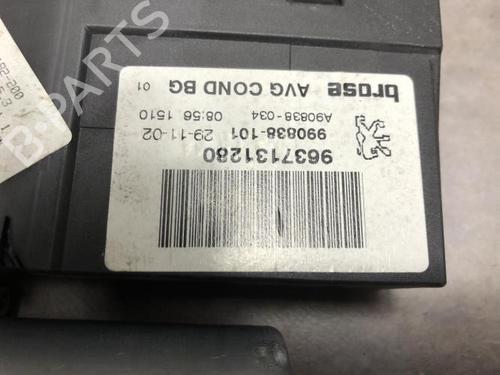 brose AVG COND BG 01
A90838-034 08:56 1510
990838-101 29-11-02
9637131280
B-PARTS